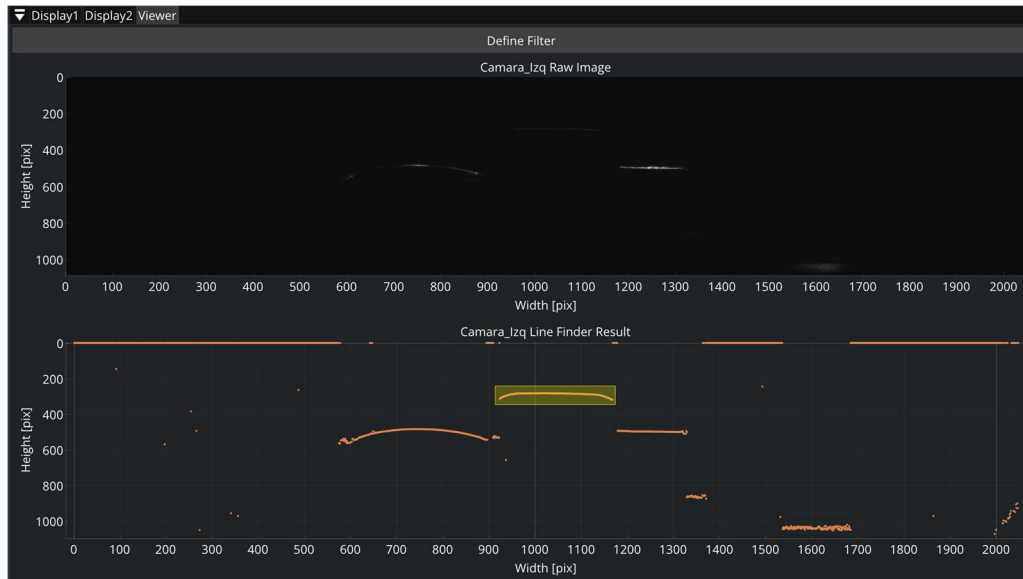 Display1 Display2 Viewer
Define Filter
Camara_Izq Raw Image
0
200
400
600
800
1000
Height [pix]
0 100 200 300 400 500 600 700 800 900 1000 1100 1200 1300 1400 1500 1600 1700 1800 1900 2000
Width [pix]
Camara_Izq Line Finder Result
0
200
400
600
800
1000
Height [pix]
0 100 200 300 400 500 600 700 800 900 1000 1100 1200 1300 1400 1500 1600 1700 1800 1900 2000
Width [pix]